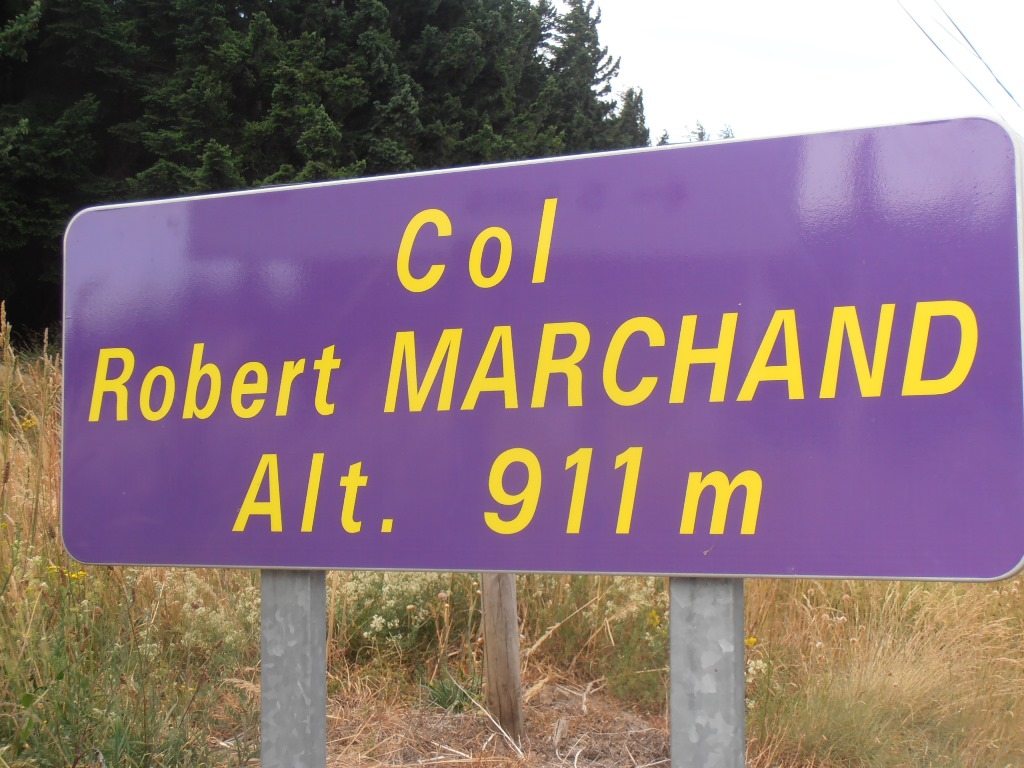 Col
Robert MARCHAND
Alt. 911 m